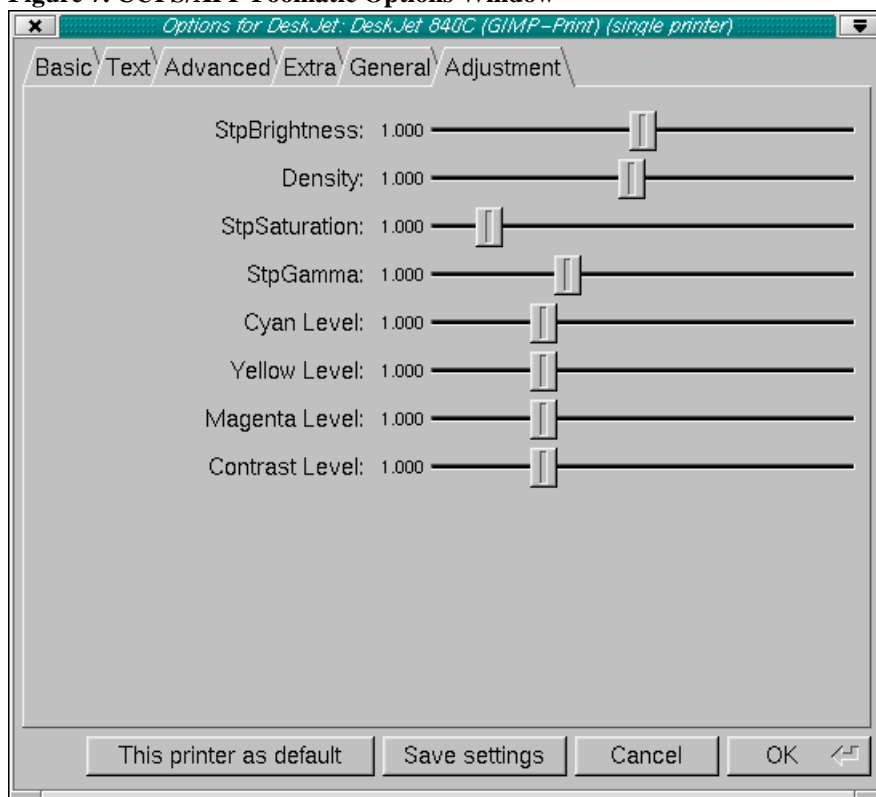 Figure 7. CUPS/XPP Foomatic Options Window
Options for DeskJet: DeskJet 840C (GIMP-Print) (single printer)
Basic Text Advanced Extra General Adjustment
StpBrightness: 1.000
Density: 1.000
StpSaturation: 1.000
StpGamma: 1.000
Cyan Level: 1.000
Yellow Level: 1.000
Magenta Level: 1.000
Contrast Level: 1.000
This printer as default Save settings Cancel OK